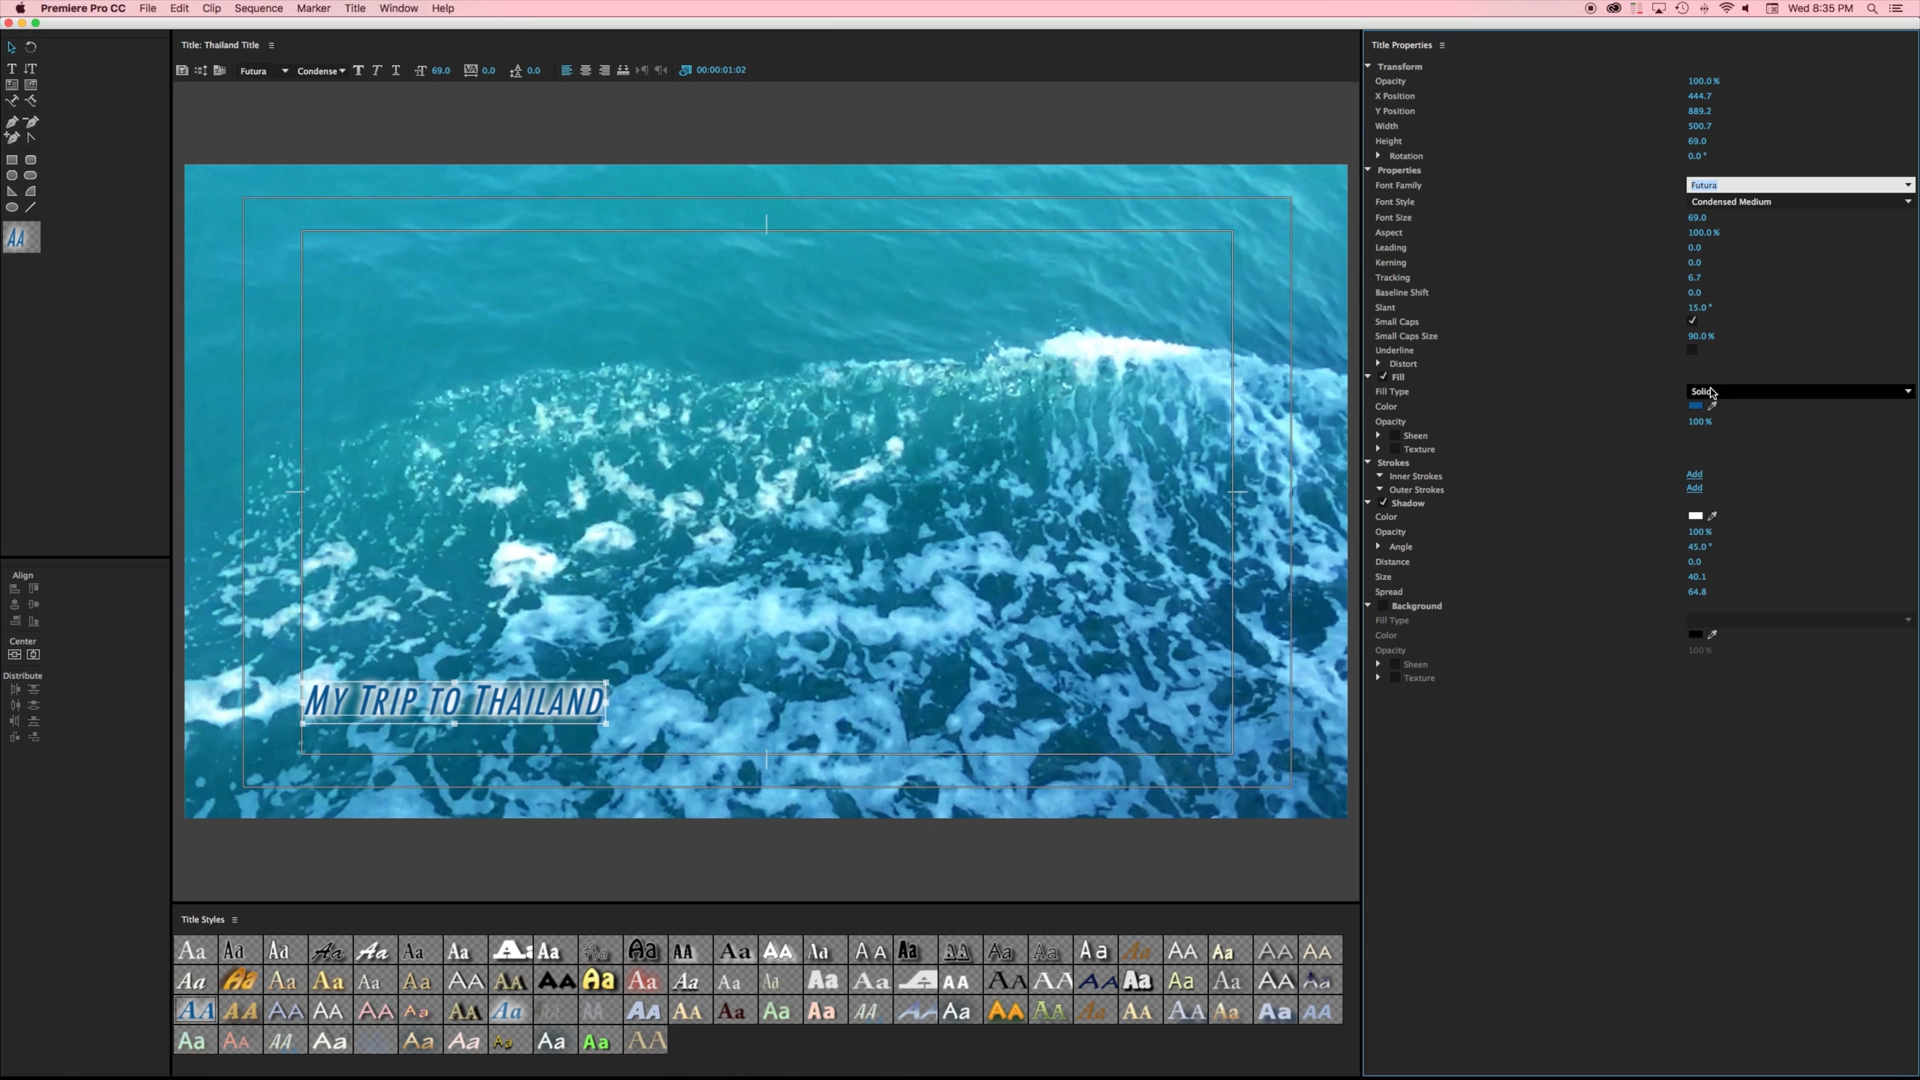 Premiere Pro CC File Edit Clip Sequence Marker Title Window Help Wed 8:35 PM
Title: Thailand Title
Futura Condense 69.0 0.0 0.0 00:00:01:02
Title Properties
Transform
Opacity 100.0 %
X Position 444.7
Y Position 889.2
Width 500.7
Height 69.0
Rotation 0.0 °
Properties
Font Family Futura
Font Style Condensed Medium
Font Size 69.0
Aspect 100.0 %
Leading 0.0
Kerning 0.0
Tracking 6.7
Baseline Shift 0.0
Slant 15.0 °
Small Caps
Small Caps Size 90.0 %
Underline
Distort
Fill
Fill Type Solid
Color
Opacity 100 %
Sheen
Texture
Strokes
Inner Strokes Add
Outer Strokes Add
Shadow
Color
Opacity 100 %
Angle 45.0 °
Distance 0.0
Size 40.1
Spread 64.8
Background
Fill Type
Color
Opacity 100 %
Sheen
Texture
AA
Align
Center
Distribute
My Trip to Thailand
Title Styles